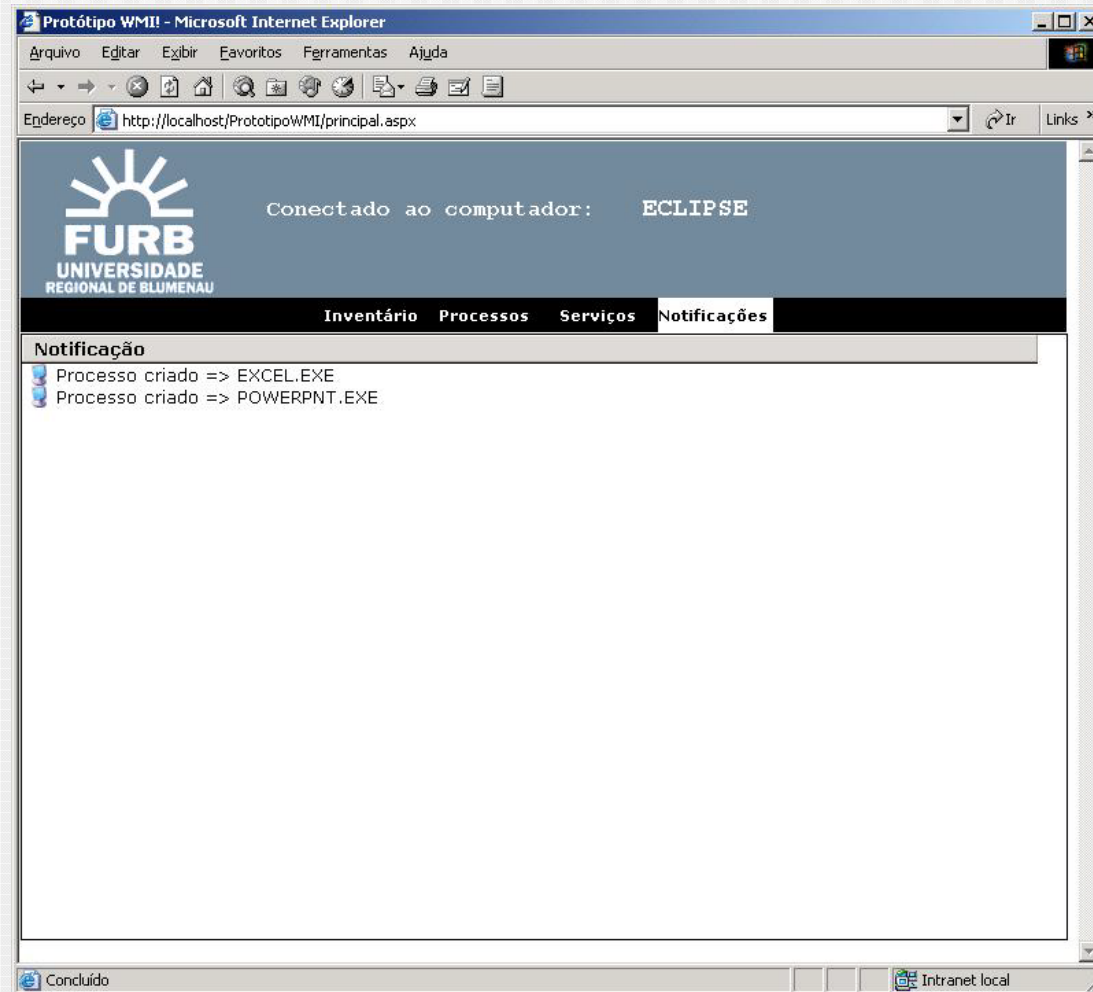 Protótipo WMI! - Microsoft Internet Explorer
Arquivo Editar Exibir Favoritos Ferramentas Ajuda
Endereço http://localhost/PrototipoWMI/principal.aspx Ir Links »
FURB
UNIVERSIDADE
REGIONAL DE BLUMENAU
Conectado ao computador: ECLIPSE
Inventário Processos Serviços Notificações
Notificação
Processo criado => EXCEL.EXE
Processo criado => POWERPNT.EXE
Concluído Intranet local